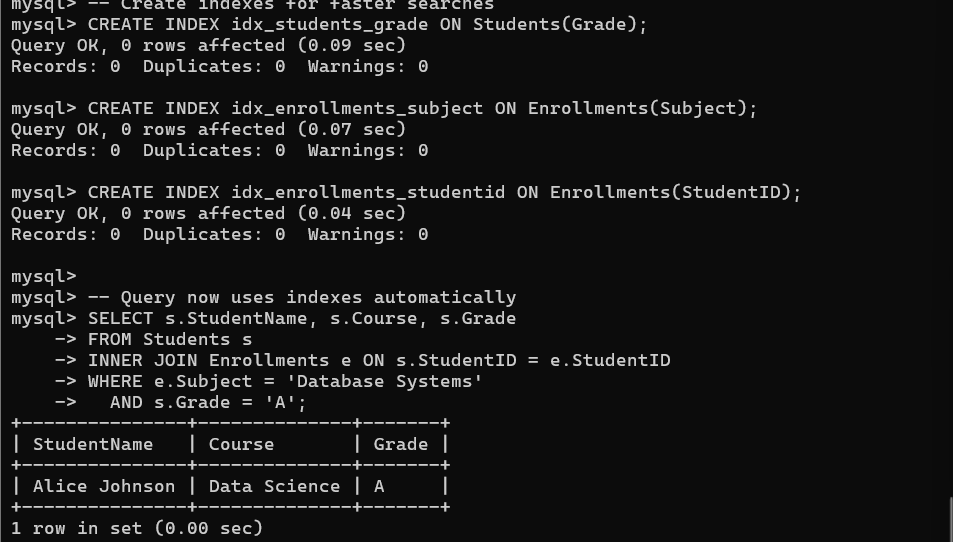 mysql> -- Create indexes for faster searches
mysql> CREATE INDEX idx_students_grade ON Students(Grade);
Query OK, 0 rows affected (0.09 sec)
Records: 0  Duplicates: 0  Warnings: 0

mysql> CREATE INDEX idx_enrollments_subject ON Enrollments(Subject);
Query OK, 0 rows affected (0.07 sec)
Records: 0  Duplicates: 0  Warnings: 0

mysql> CREATE INDEX idx_enrollments_studentid ON Enrollments(StudentID);
Query OK, 0 rows affected (0.04 sec)
Records: 0  Duplicates: 0  Warnings: 0

mysql>
mysql> -- Query now uses indexes automatically
mysql> SELECT s.StudentName, s.Course, s.Grade
    -> FROM Students s
    -> INNER JOIN Enrollments e ON s.StudentID = e.StudentID
    -> WHERE e.Subject = 'Database Systems'
    ->   AND s.Grade = 'A';
+---------------+--------------+-------+
| StudentName   | Course       | Grade |
+---------------+--------------+-------+
| Alice Johnson | Data Science | A     |
+---------------+--------------+-------+
1 row in set (0.00 sec)